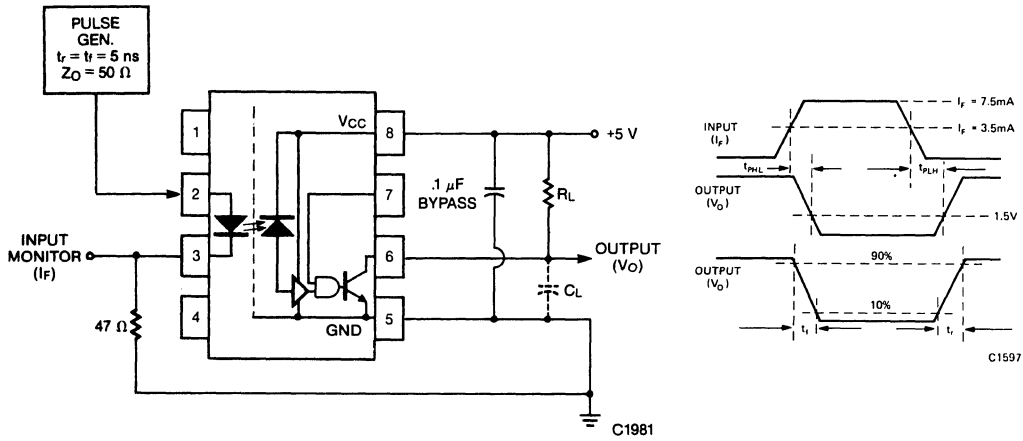 PULSE
GEN.
tr = tf = 5 ns
ZO = 50 Ω
1
2
3
4
VCC
GND
8
7
6
5
.1 μF
BYPASS
RL
CL
+5 V
OUTPUT
(VO)
INPUT
MONITOR
(IF)
47 Ω
C1981
INPUT
(IF)
IF = 7.5mA
IF = 3.5mA
tPHL
tPLH
OUTPUT
(VO)
1.5V
OUTPUT
(VO)
90%
10%
tf
tr
C1597